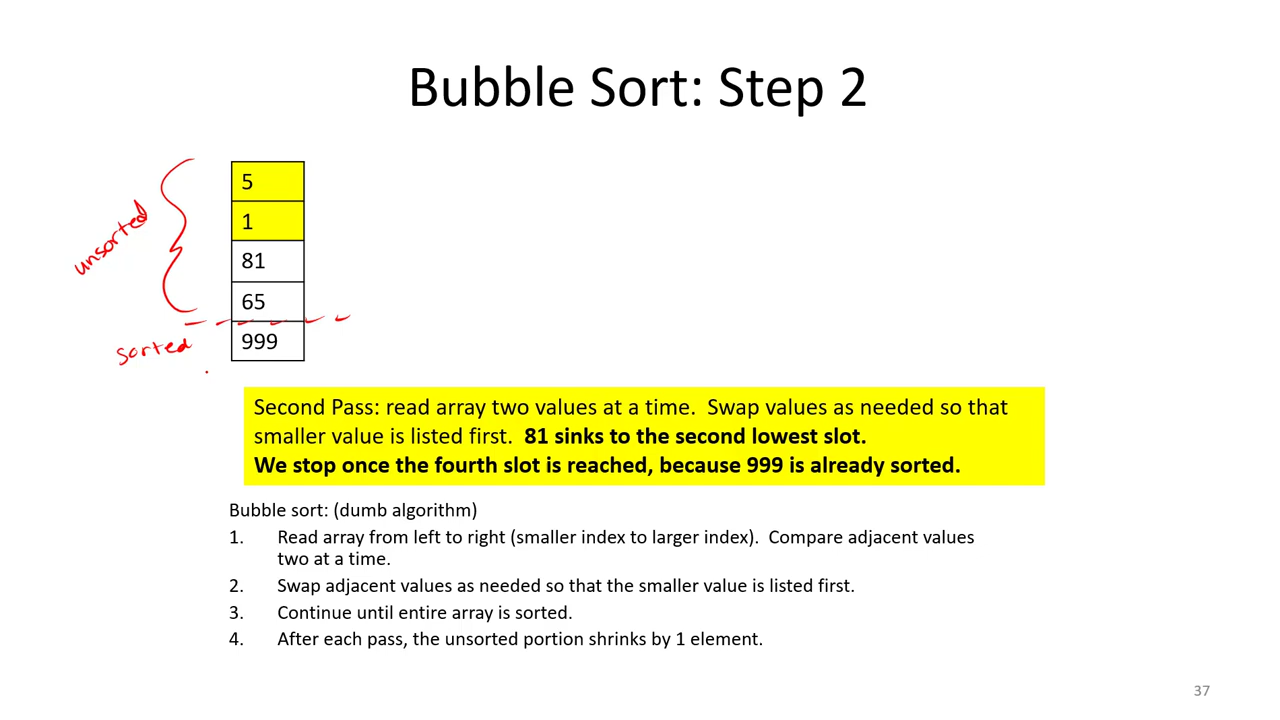 Bubble Sort: Step 2
5
1
81
65
999
unsorted
sorted
Second Pass: read array two values at a time. Swap values as needed so that
smaller value is listed first. 81 sinks to the second lowest slot.
We stop once the fourth slot is reached, because 999 is already sorted.
Bubble sort: (dumb algorithm)
1. Read array from left to right (smaller index to larger index). Compare adjacent values
two at a time.
2. Swap adjacent values as needed so that the smaller value is listed first.
3. Continue until entire array is sorted.
4. After each pass, the unsorted portion shrinks by 1 element.
37